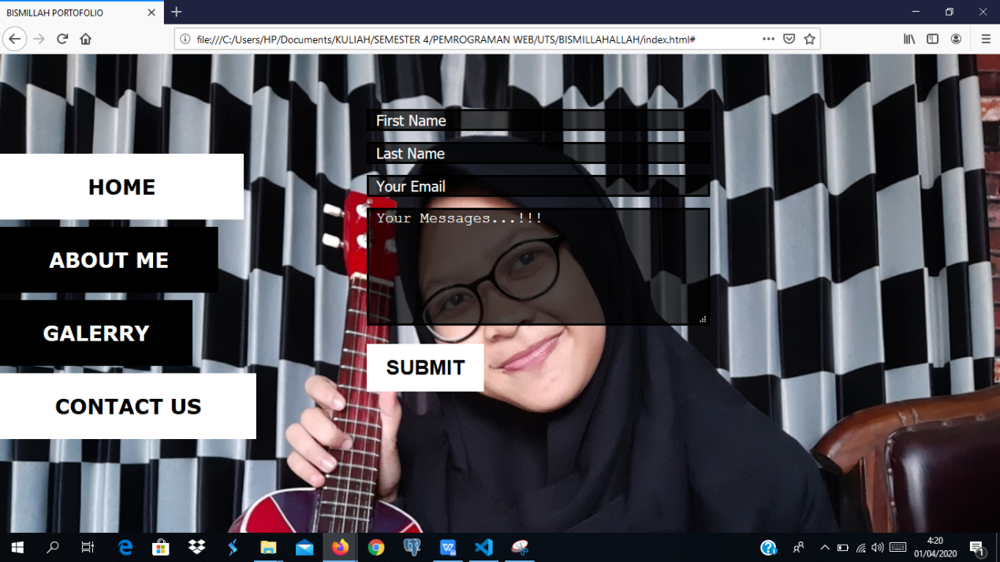 BISMILLAH PORTOFOLIO
file:///C:/Users/HP/Documents/KULIAH/SEMESTER 4/PEMROGRAMAN WEB/UTS/BISMILLAHALLAH/index.html#
First Name
Last Name
Your Email
Your Messages...!!!
SUBMIT
HOME
ABOUT ME
GALERRY
CONTACT US
4:20
01/04/2020
1